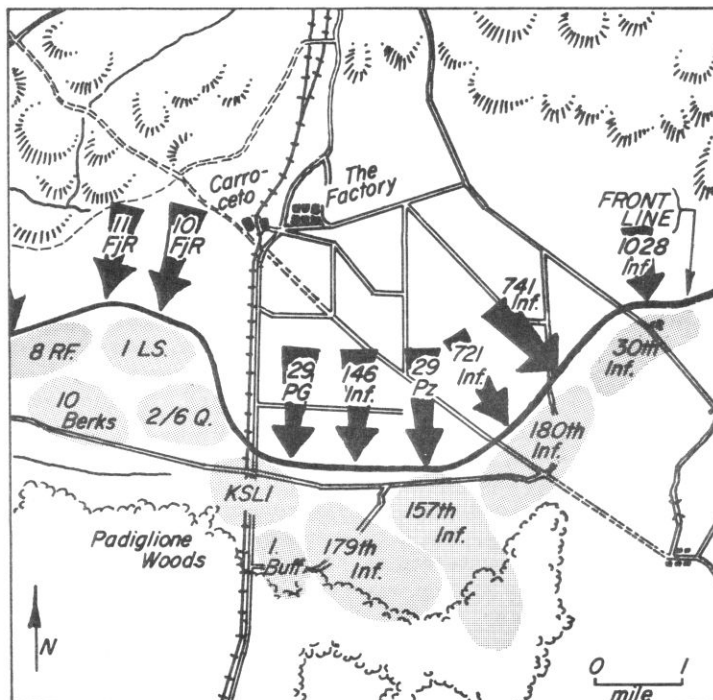 Carro-
ceto
The
Factory
FRONT
LINE
11
FjR
10
FjR
1028
Inf.
741
Inf.
8 RF.
1 LS.
29
PG
146
Inf.
29
Pz
721
Inf.
30th
Inf.
10
Berks
2/6 Q.
180th
Inf.
KSLI
157th
Inf.
Padiglione
Woods
1.
Buff
179th
Inf.
N
0 1
mile